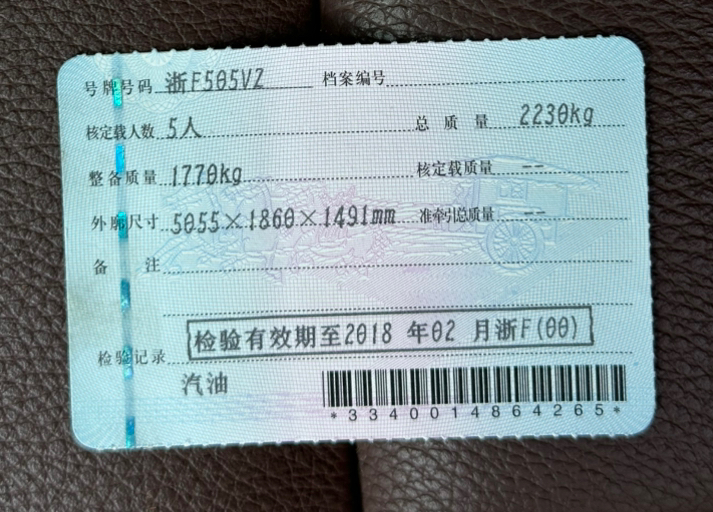 号牌号码 浙F505VZ 档案编号
核定载人数 5人 总质量 2230kg
整备质量 1770kg 核定载质量 --
外廓尺寸 5055×1860×1491mm 准牵引总质量 --
备注
检验记录 检验有效期至2018年02月浙F(00)
汽油
*3340014864265*